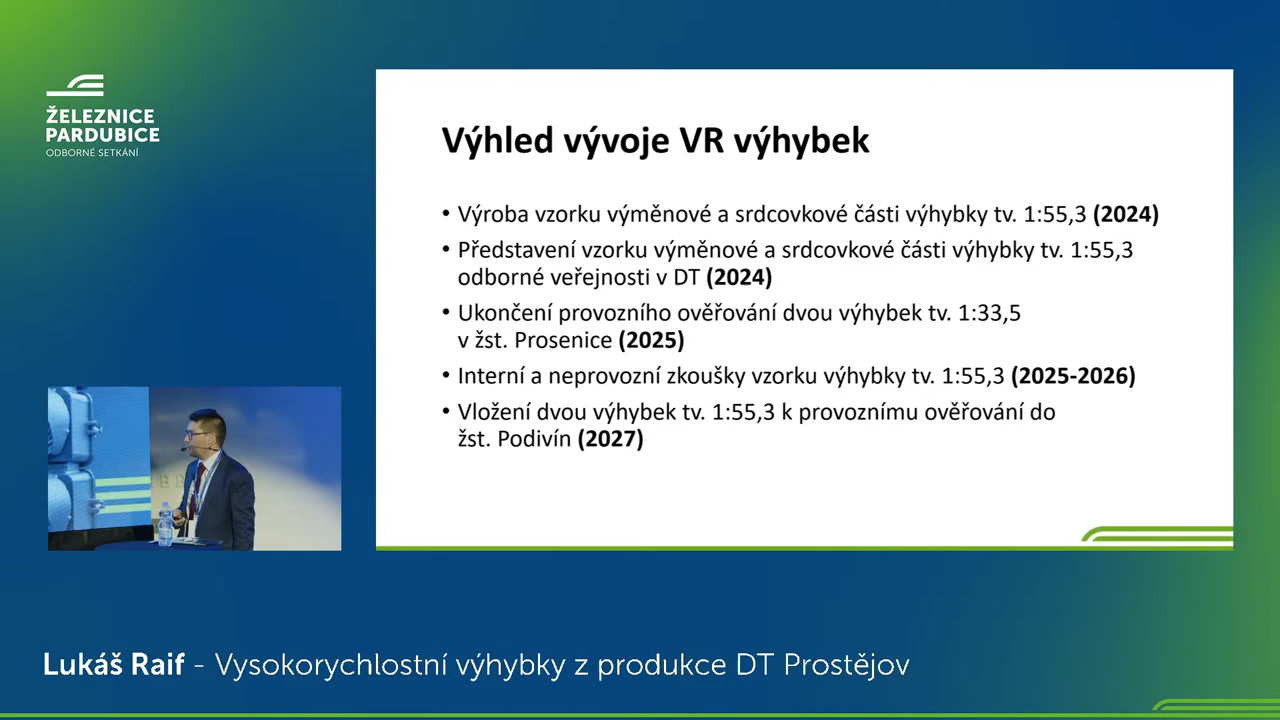 ŽELEZNICE
PARDUBICE
ODBORNÉ SETKÁNÍ
Výhled vývoje VR výhybek
• Výroba vzorku výměnové a srdcovkové části výhybky tv. 1:55,3 (2024)
• Představení vzorku výměnové a srdcovkové části výhybky tv. 1:55,3
odborné veřejnosti v DT (2024)
• Ukončení provozního ověřování dvou výhybek tv. 1:33,5
v žst. Prosenice (2025)
• Interní a neprovozní zkoušky vzorku výhybky tv. 1:55,3 (2025-2026)
• Vložení dvou výhybek tv. 1:55,3 k provoznímu ověřování do
žst. Podivín (2027)
Lukáš Raif - Vysokorychlostní výhybky z produkce DT Prostějov